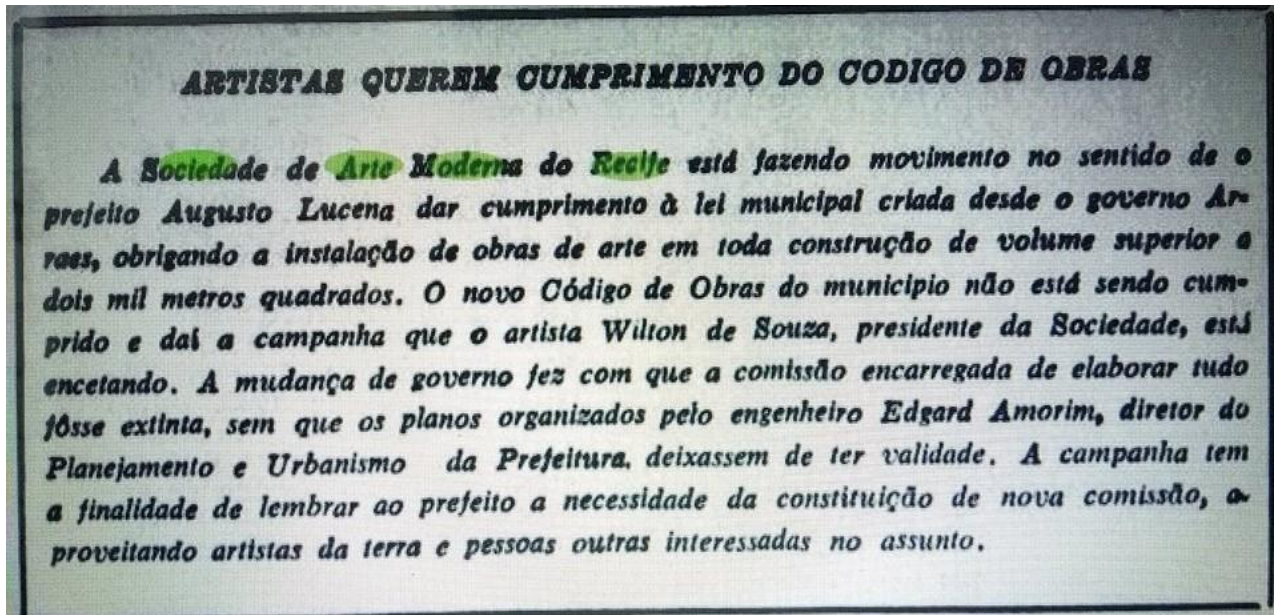 ARTISTAS QUEREM CUMPRIMENTO DO CODIGO DE OBRAS
A Sociedade de Arte Moderna do Recife está fazendo movimento no sentido de o
prefeito Augusto Lucena dar cumprimento à lei municipal criada desde o governo Ar-
raes, obrigando a instalação de obras de arte em toda construção de volume superior a
dois mil metros quadrados. O novo Código de Obras do município não está sendo cum-
prido e daí a campanha que o artista Wilton de Souza, presidente da Sociedade, está
encetando. A mudança de governo fez com que a comissão encarregada de elaborar tudo
fôsse extinta, sem que os planos organizados pelo engenheiro Edgard Amorim, diretor do
Planejamento e Urbanismo da Prefeitura, deixassem de ter validade. A campanha tem
a finalidade de lembrar ao prefeito a necessidade da constituição de nova comissão, a-
proveitando artistas da terra e pessoas outras interessadas no assunto.